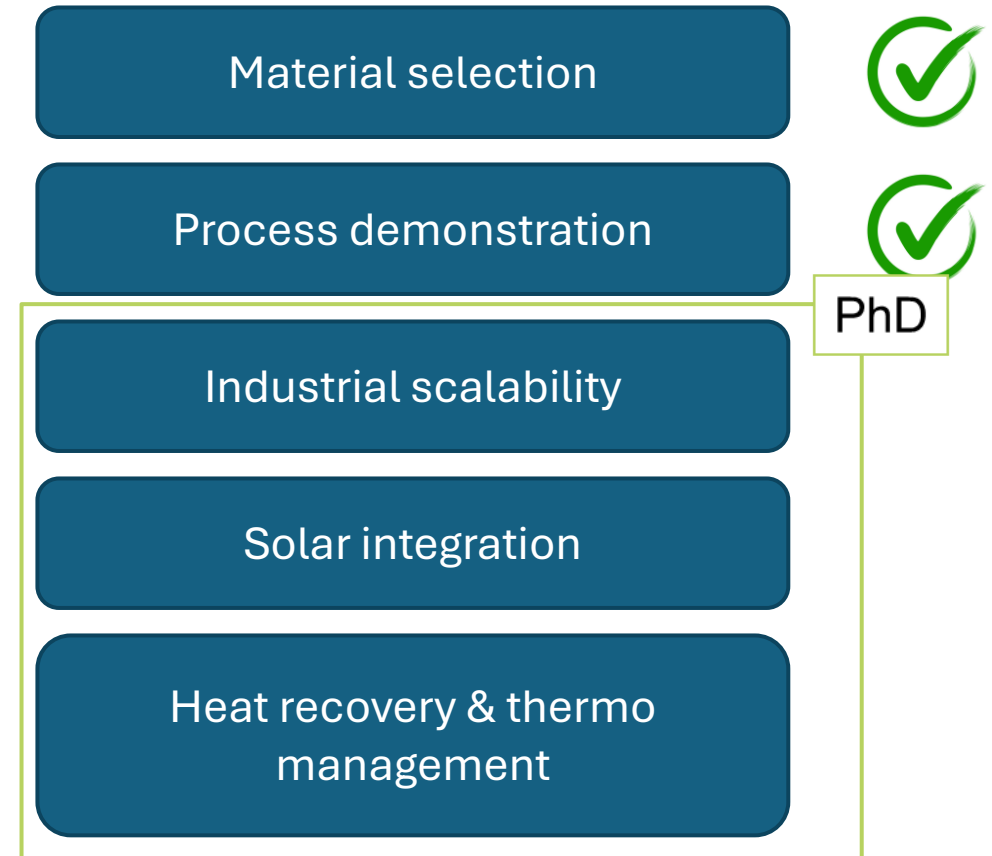 Material selection
Process demonstration
PhD
Industrial scalability
Solar integration
Heat recovery & thermo
management